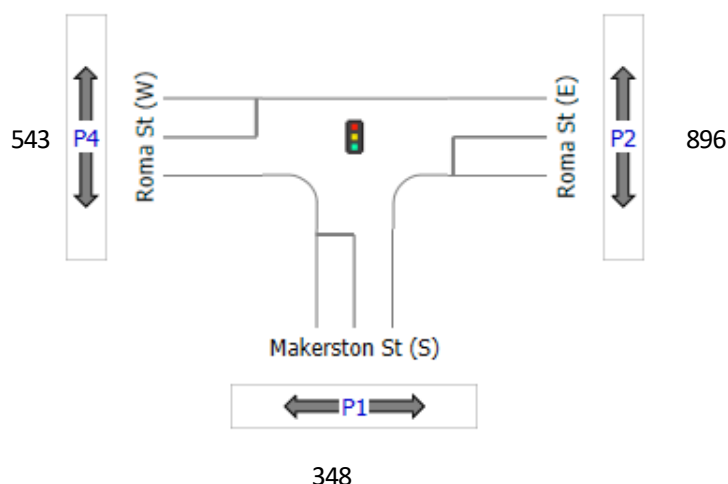 Roma St (W)
Roma St (E)
543
P4
P2
896
Makerston St (S)
P1
348